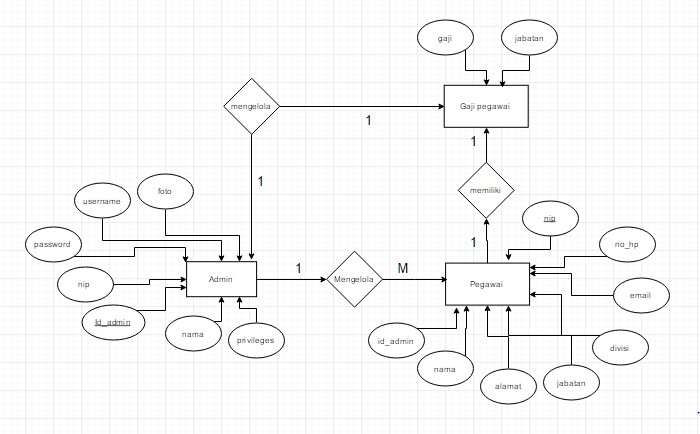 gaji
jabatan
mengelola
Gaji pegawai
1
1
1
memiliki
foto
username
nip
password
1
no_hp
Admin
1
Mengelola
M
Pegawai
nip
email
Id_admin
nama
privileges
id_admin
divisi
nama
alamat
jabatan